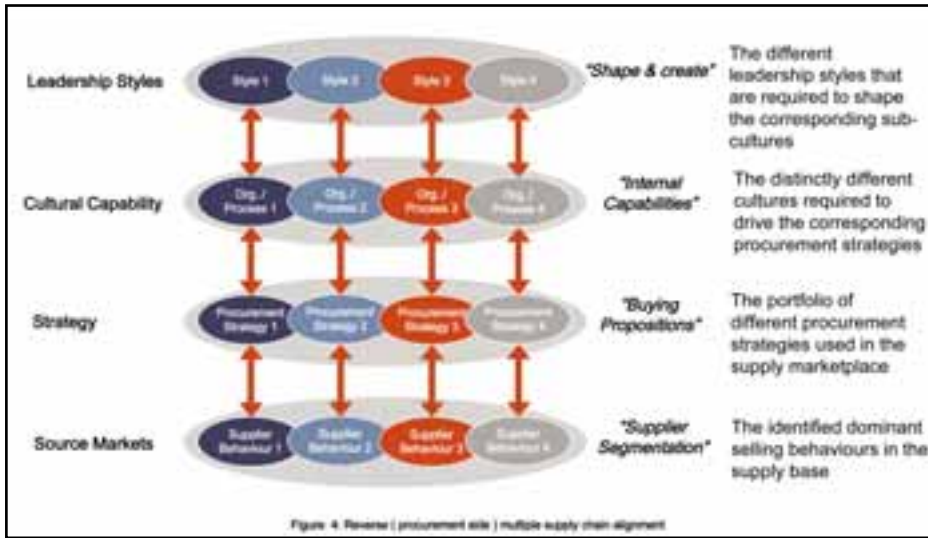 Leadership Styles
Style 1
Style 2
Style 3
Style 4
"Shape & create"
The different
leadership styles that
are required to shape
the corresponding sub-
cultures
Cultural Capability
Org. /
Process 1
Org. /
Process 2
Org. /
Process 3
Org. /
Process 4
"Internal
Capabilities"
The distinctly different
cultures required to
drive the corresponding
procurement strategies
Strategy
Procurement
Strategy 1
Procurement
Strategy 2
Procurement
Strategy 3
Procurement
Strategy 4
"Buying
Propositions"
The portfolio of
different procurement
strategies used in the
supply marketplace
Source Markets
Supplier
Behaviour 1
Supplier
Behaviour 2
Supplier
Behaviour 3
Supplier
Behaviour 4
"Supplier
Segmentation"
The identified dominant
selling behaviours in the
supply base
Figure 4: Reverse ( procurement side ) multiple supply chain alignment